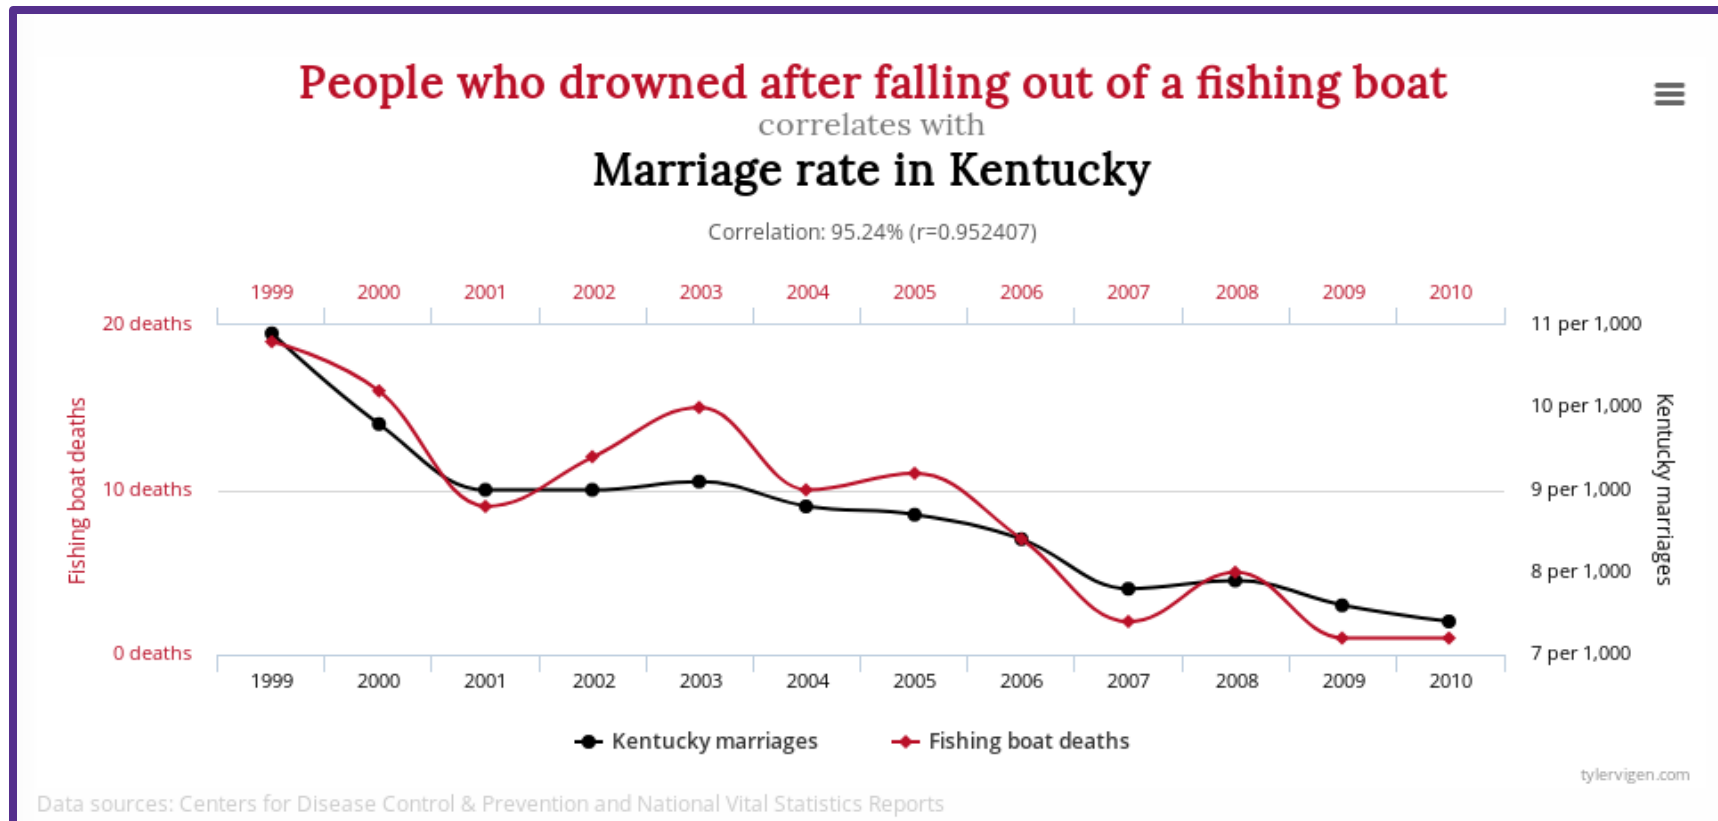 People who drowned after falling out of a fishing boat
correlates with
Marriage rate in Kentucky
Correlation: 95.24% (r=0.952407)
1999 2000 2001 2002 2003 2004 2005 2006 2007 2008 2009 2010
20 deaths 11 per 1,000
10 per 1,000
Fishing boat deaths
Kentucky marriages
10 deaths 9 per 1,000
8 per 1,000
0 deaths 7 per 1,000
1999 2000 2001 2002 2003 2004 2005 2006 2007 2008 2009 2010
Kentucky marriages Fishing boat deaths
tylervigen.com
Data sources: Centers for Disease Control & Prevention and National Vital Statistics Reports